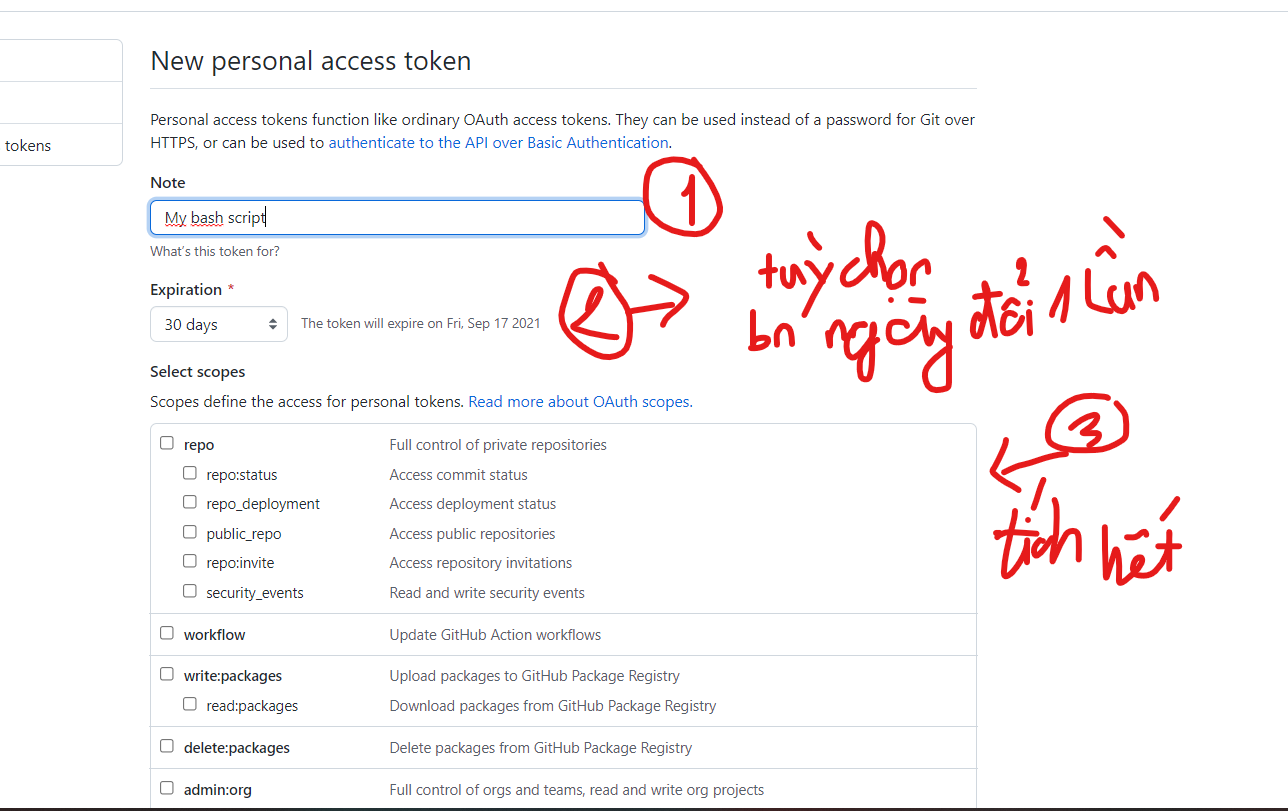 New personal access token
Personal access tokens function like ordinary OAuth access tokens. They can be used instead of a password for Git over
HTTPS, or can be used to authenticate to the API over Basic Authentication.
tokens
Note
1
My bash script
What's this token for?
2
tuỳ chọn
bn ngày đổi 1 lần
Expiration *
30 days
The token will expire on Fri, Sep 17 2021
Select scopes
Scopes define the access for personal tokens. Read more about OAuth scopes.
3
tích hết
repo Full control of private repositories
repo:status Access commit status
repo_deployment Access deployment status
public_repo Access public repositories
repo:invite Access repository invitations
security_events Read and write security events
workflow Update GitHub Action workflows
write:packages Upload packages to GitHub Package Registry
read:packages Download packages from GitHub Package Registry
delete:packages Delete packages from GitHub Package Registry
admin:org Full control of orgs and teams, read and write org projects